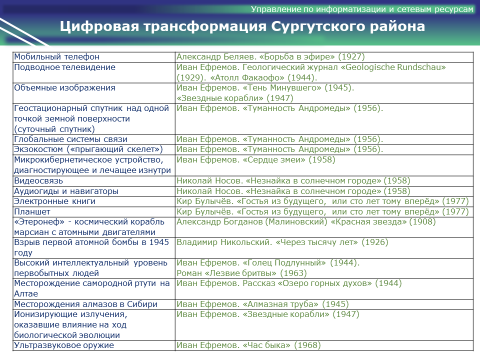 Управление по информатизации и сетевым ресурсам
Цифровая трансформация Сургутского района
Мобильный телефон
Александр Беляев. «Борьба в эфире» (1927)
Подводное телевидение
Иван Ефремов. Геологический журнал «Geologische Rundschau»
(1929). «Атолл Факаофо» (1944).
Объемные изображения
Иван Ефремов. «Тень Минувшего» (1945).
«Звездные корабли» (1947)
Геостационарный спутник над одной
точкой земной поверхности
(суточный спутник)
Иван Ефремов. «Туманность Андромеды» (1956).
Глобальные системы связи
Иван Ефремов. «Туманность Андромеды» (1956).
Экзокостюм («прыгающий скелет»)
Иван Ефремов. «Туманность Андромеды» (1956).
Микрокибернетическое устройство,
диагностирующее и лечащее изнутри
Иван Ефремов. «Сердце змеи» (1958)
Видеосвязь
Николай Носов. «Незнайка в солнечном городе» (1958)
Аудиогиды и навигаторы
Николай Носов. «Незнайка в солнечном городе» (1958)
Электронные книги
Кир Булычёв. «Гостья из будущего, или сто лет тому вперёд» (1977)
Планшет
Кир Булычёв. «Гостья из будущего, или сто лет тому вперёд» (1977)
«Этеронеф» - космический корабль
марсиан с атомными двигателями
Александр Богданов (Малиновский) «Красная звезда» (1908)
Взрыв первой атомной бомбы в 1945
году
Владимир Никольский. «Через тысячу лет» (1926)
Высокий интеллектуальный уровень
первобытных людей
Иван Ефремов. «Голец Подлунный» (1944).
Роман «Лезвие бритвы» (1963)
Месторождение самородной ртути на
Алтае
Иван Ефремов. Рассказ «Озеро горных духов» (1944)
Месторождения алмазов в Сибири
Иван Ефремов. «Алмазная труба» (1945)
Ионизирующие излучения,
оказавшие влияние на ход
биологической эволюции
Иван Ефремов. «Звездные корабли» (1947)
Ультразвуковое оружие
Иван Ефремов. «Час быка» (1968)